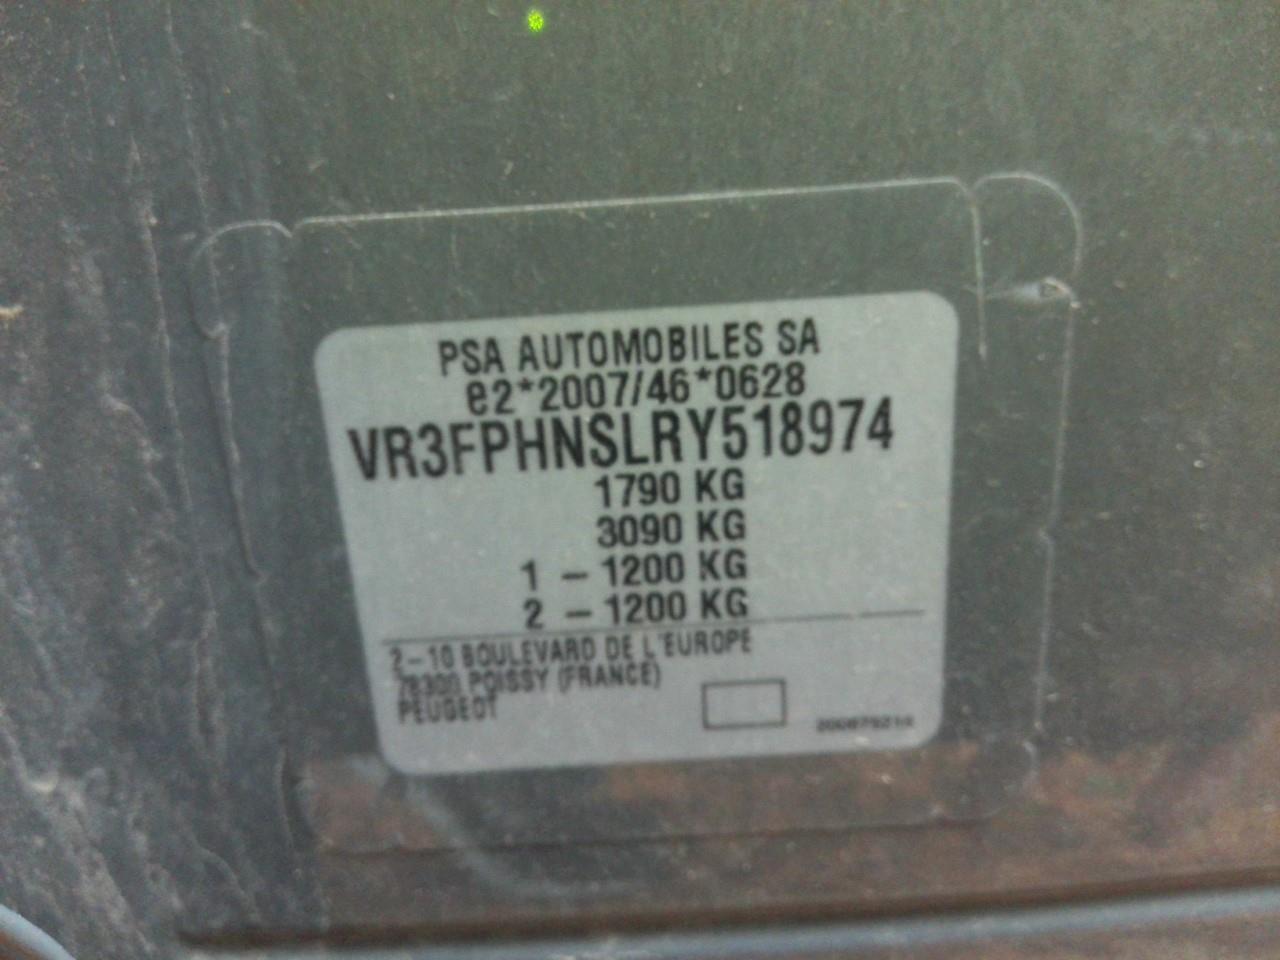 PSA AUTOMOBILES SA
e2*2007/46*0628
VR3FPHNSLRY518974
1790 KG
3090 KG
1 - 1200 KG
2 - 1200 KG
2-10 BOULEVARD DE L'EUROPE
78300 POISSY (FRANCE)
PEUGEOT